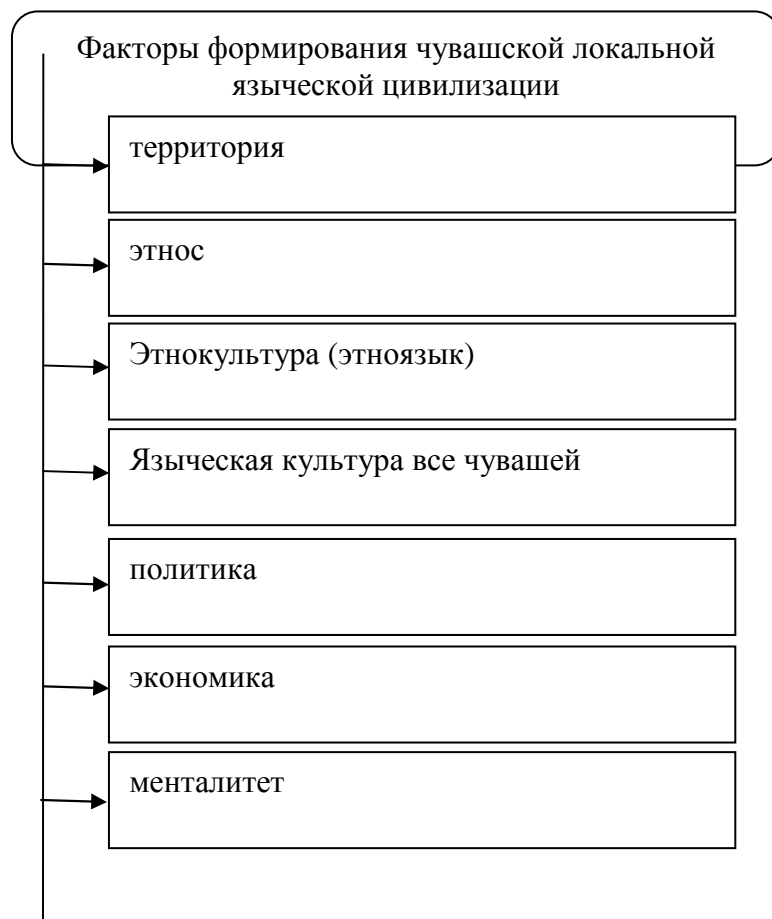 Факторы формирования чувашской локальной
языческой цивилизации
территория
этнос
Этнокультура (этноязык)
Языческая культура все чувашей
политика
экономика
менталитет